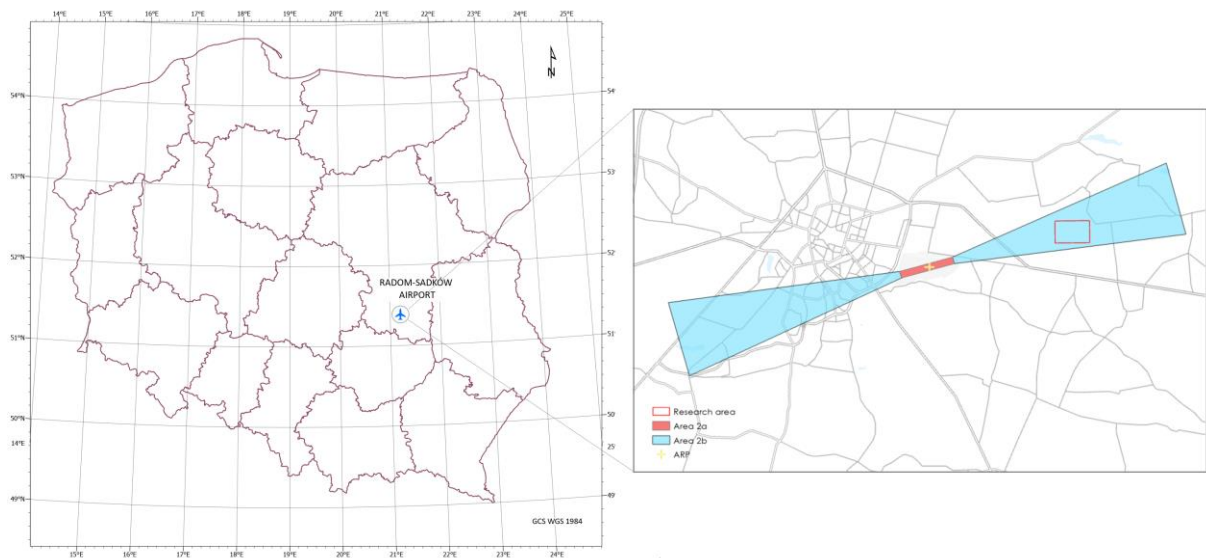 14°E 15°E 16°E 17°E 18°E 19°E 20°E 21°E 22°E 23°E 24°E 25°E
N
54°N
54°
53°N
53°
52°N
52°
RADOM-SADKÓW
AIRPORT
51°N
51°
50°N
50°
14°E
25°
49°N
49°
GCS WGS 1984
15°E 16°E 17°E 18°E 19°E 20°E 21°E 22°E 23°E 24°E
Research area
Area 2a
Area 2b
ARP